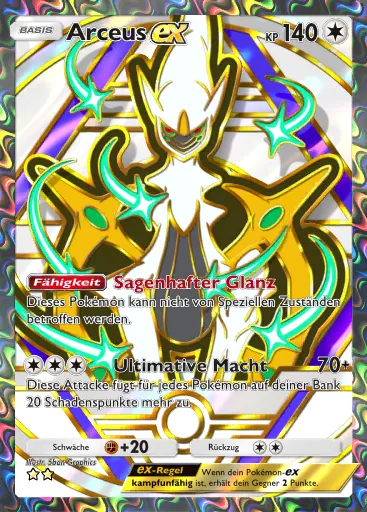 BASIS Arceus ex KP 140
Fähigkeit Sagenhafter Glanz
Dieses Pokémon kann nicht von Speziellen Zuständen
betroffen werden.
Ultimative Macht 70+
Diese Attacke fügt für jedes Pokémon auf deiner Bank
20 Schadenspunkte mehr zu.
Schwäche +20 Rückzug
Illustr. 5ban Graphics
ex-Regel Wenn dein Pokémon-ex
kampfunfähig ist, erhält dein Gegner 2 Punkte.